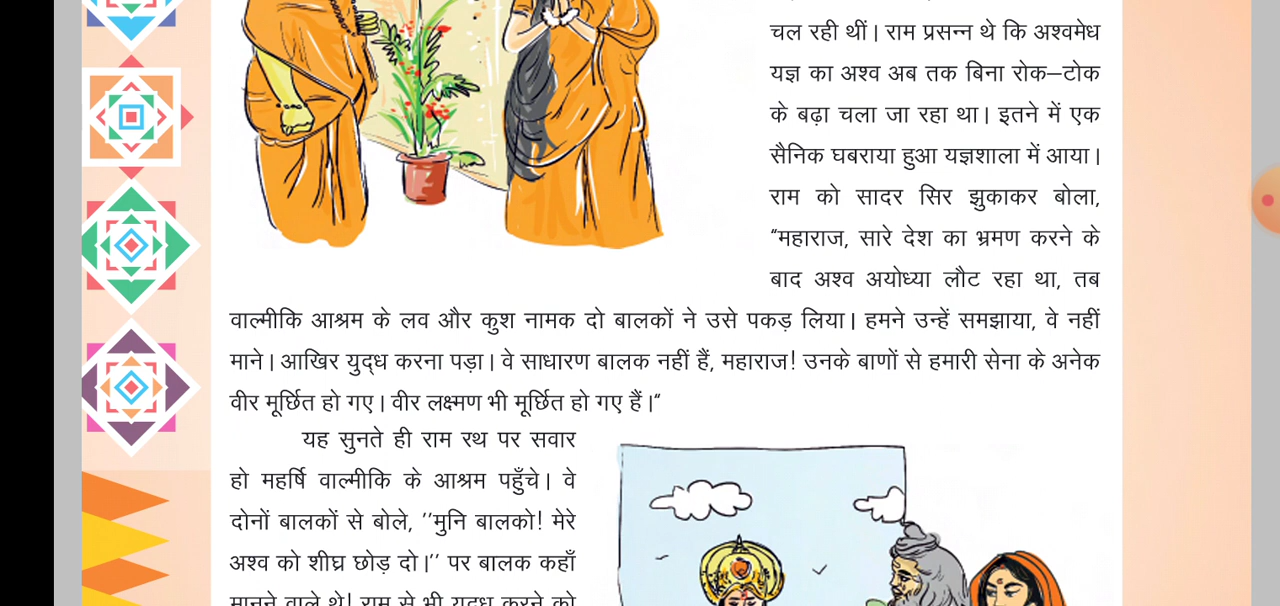 चल रही थीं। राम प्रसन्न थे कि अश्वमेध
यज्ञ का अश्व अब तक बिना रोक–टोक
के बढ़ा चला जा रहा था। इतने में एक
सैनिक घबराया हुआ यज्ञशाला में आया।
राम को सादर सिर झुकाकर बोला,
“महाराज, सारे देश का भ्रमण करने के
बाद अश्व अयोध्या लौट रहा था, तब
वाल्मीकि आश्रम के लव और कुश नामक दो बालकों ने उसे पकड़ लिया। हमने उन्हें समझाया, वे नहीं
माने। आखिर युद्ध करना पड़ा। वे साधारण बालक नहीं हैं, महाराज! उनके बाणों से हमारी सेना के अनेक
वीर मूर्छित हो गए। वीर लक्ष्मण भी मूर्छित हो गए हैं।“
यह सुनते ही राम रथ पर सवार
हो महर्षि वाल्मीकि के आश्रम पहुँचे। वे
दोनों बालकों से बोले, ’’मुनि बालको! मेरे
अश्व को शीघ्र छोड़ दो।’’ पर बालक कहाँ
मानने वाले थे! राम से भी युद्ध करने को